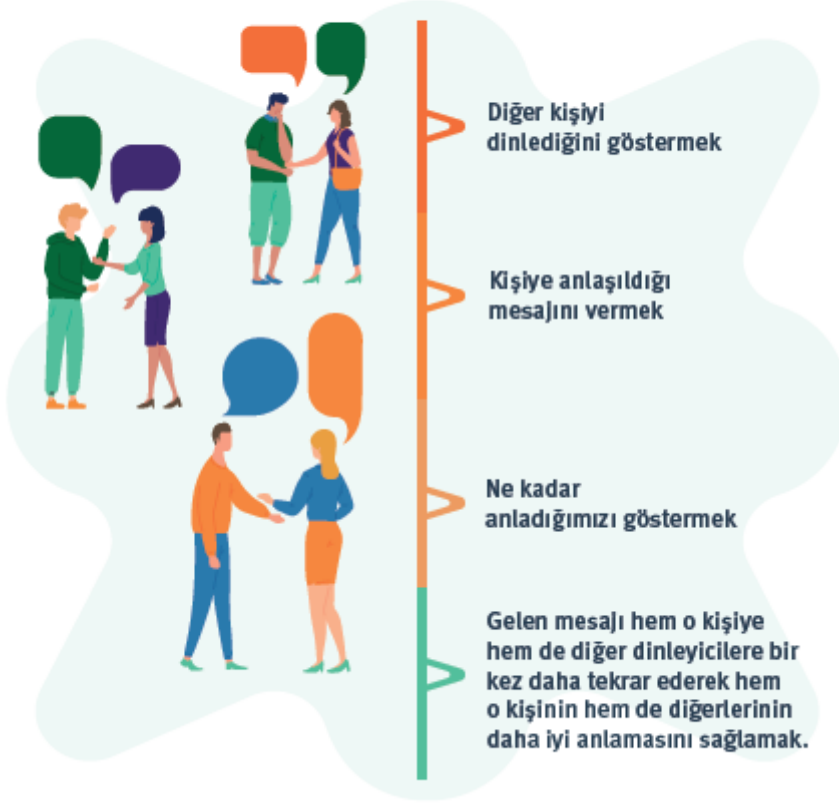 Diğer kişiyi
dinlediğini göstermek
Kişiye anlaşıldığı
mesajını vermek
Ne kadar
anladığımızı göstermek
Gelen mesajı hem o kişiye
hem de diğer dinleyicilere bir
kez daha tekrar ederek hem
o kişinin hem de diğerlerinin
daha iyi anlamasını sağlamak.